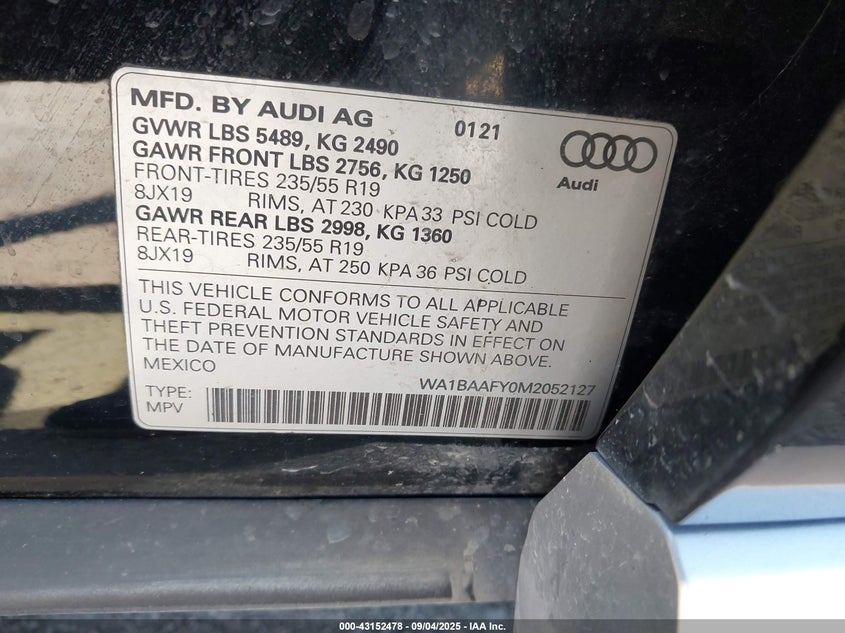 MFD. BY AUDI AG 0121
GVWR LBS 5489, KG 2490
GAWR FRONT LBS 2756, KG 1250
FRONT-TIRES 235/55 R19
8JX19 RIMS, AT 230 KPA 33 PSI COLD
GAWR REAR LBS 2998, KG 1360
REAR-TIRES 235/55 R19
8JX19 RIMS, AT 250 KPA 36 PSI COLD
Audi
THIS VEHICLE CONFORMS TO ALL APPLICABLE
U.S. FEDERAL MOTOR VEHICLE SAFETY AND
THEFT PREVENTION STANDARDS IN EFFECT ON
THE DATE OF MANUFACTURE SHOWN ABOVE.
MEXICO
WA1BAAFY0M2052127
TYPE:
MPV
000-43152478 - 09/04/2025 - IAA Inc.